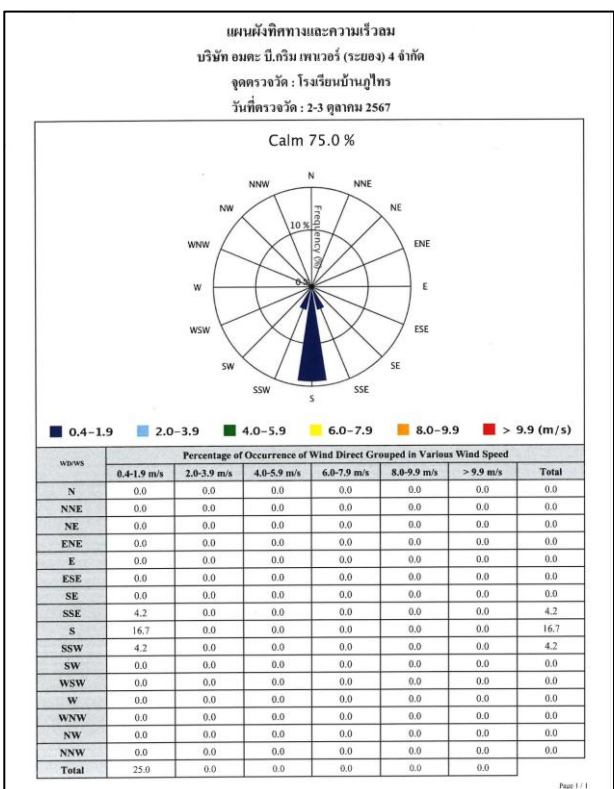 แผนผังทิศทางและความเร็วลม
บริษัท อมตะ บี.กริม เพาเวอร์ (ระยอง) 4 จำกัด
จุดตรวจวัด : โรงเรียนบ้านภูไทร
วันที่ตรวจวัด : 2-3 ตุลาคม 2567
Calm 75.0 %
N
NNW NNE
NW NE
10 %
Frequency (%)
WNW ENE
0 %
W E
WSW ESE
SW SE
SSW SSE
S
0.4-1.9 2.0-3.9 4.0-5.9 6.0-7.9 8.0-9.9 > 9.9 (m/s)
WD/WS Percentage of Occurrence of Wind Direct Grouped in Various Wind Speed
0.4-1.9 m/s 2.0-3.9 m/s 4.0-5.9 m/s 6.0-7.9 m/s 8.0-9.9 m/s > 9.9 m/s Total
N 0.0 0.0 0.0 0.0 0.0 0.0 0.0
NNE 0.0 0.0 0.0 0.0 0.0 0.0 0.0
NE 0.0 0.0 0.0 0.0 0.0 0.0 0.0
ENE 0.0 0.0 0.0 0.0 0.0 0.0 0.0
E 0.0 0.0 0.0 0.0 0.0 0.0 0.0
ESE 0.0 0.0 0.0 0.0 0.0 0.0 0.0
SE 0.0 0.0 0.0 0.0 0.0 0.0 0.0
SSE 4.2 0.0 0.0 0.0 0.0 0.0 4.2
S 16.7 0.0 0.0 0.0 0.0 0.0 16.7
SSW 4.2 0.0 0.0 0.0 0.0 0.0 4.2
SW 0.0 0.0 0.0 0.0 0.0 0.0 0.0
WSW 0.0 0.0 0.0 0.0 0.0 0.0 0.0
W 0.0 0.0 0.0 0.0 0.0 0.0 0.0
WNW 0.0 0.0 0.0 0.0 0.0 0.0 0.0
NW 0.0 0.0 0.0 0.0 0.0 0.0 0.0
NNW 0.0 0.0 0.0 0.0 0.0 0.0 0.0
Total 25.0 0.0 0.0 0.0 0.0 0.0
Page 1 / 1